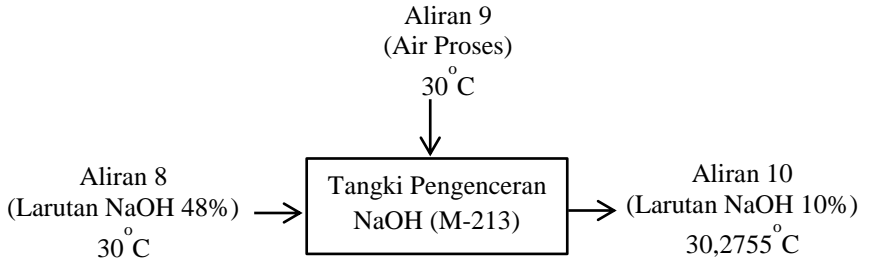 Aliran 9
(Air Proses)
30°C
Aliran 8
(Larutan NaOH 48%)
30°C
Tangki Pengenceran
NaOH (M-213)
Aliran 10
(Larutan NaOH 10%)
30,2755°C